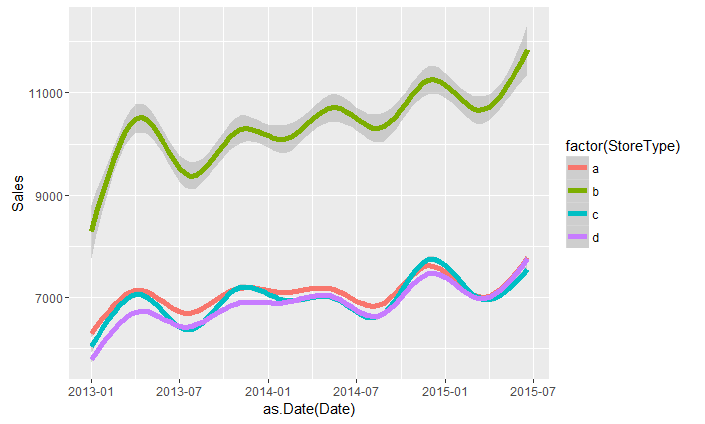 11000
9000
7000
Sales
2013-01
2013-07
2014-01
2014-07
2015-01
2015-07
as.Date(Date)
factor(StoreType)
a
b
c
d